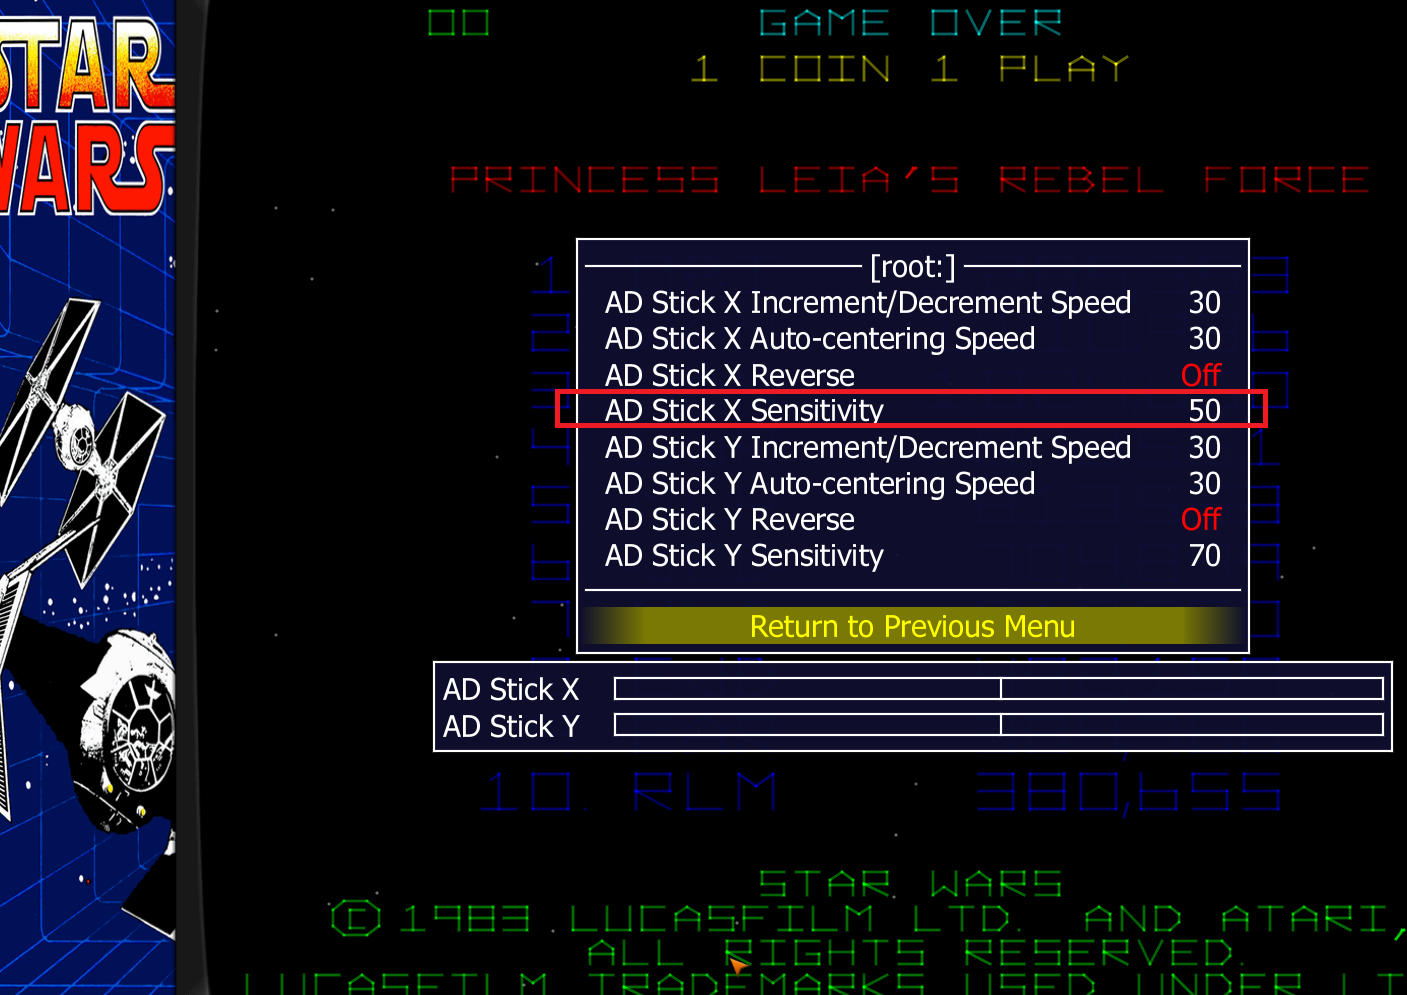 STAR
WARS
00
GAME OVER
1 COIN 1 PLAY
PRINCESS LEIA'S REBEL FORCE
[root:]
AD Stick X Increment/Decrement Speed 30
AD Stick X Auto-centering Speed 30
AD Stick X Reverse Off
AD Stick X Sensitivity 50
AD Stick Y Increment/Decrement Speed 30
AD Stick Y Auto-centering Speed 30
AD Stick Y Reverse Off
AD Stick Y Sensitivity 70
Return to Previous Menu
AD Stick X
AD Stick Y
10. RLM 380,655
STAR WARS
© 1983 LUCASFILM LTD. AND ATARI,
ALL RIGHTS RESERVED.
LUCASFILM TRADEMARKS USED UNDER